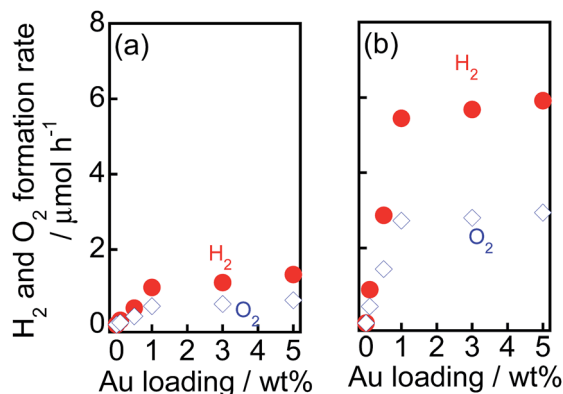 H₂ and O₂ formation rate
/ μmol h⁻¹
8
6
4
2
0
(a)
H₂
O₂
0 1 2 3 4 5
Au loading / wt%
(b)
H₂
O₂
0 1 2 3 4 5
Au loading / wt%